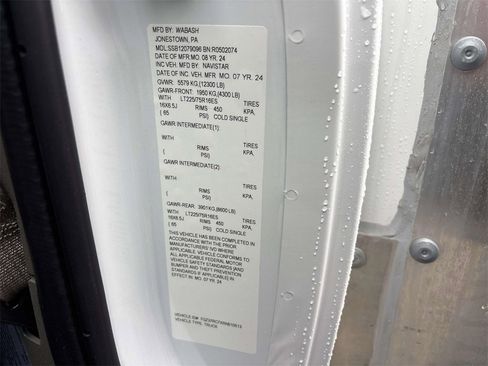 MFD BY: WABASH
JONESTOWN, PA
MDL:SSB12079096 BN:R0502074
DATE OF MFR:MO 08 YR. 24
INC VEH MFD BY: NAVISTAR
DATE OF INC. VEH MFR: MO. 07 YR. 24
GVWR: 5579 KG,(12300 LB)
GAWR-FRONT: 1950 KG,(4300 LB)
WITH LT225/75R16ES TIRES
16X6.5J RIMS 450 KPA,
( 65 PSI) COLD SINGLE
GAWR INTERMEDIATE(1):
WITH TIRES
RIMS KPA,
( PSI)
GAWR INTERMEDIATE(2):
WITH TIRES
RIMS KPA,
( PSI)
GAWR-REAR: 3901KG,(8600 LB)
WITH LT225/75R16ES TIRES
16X6.5J RIMS 450 KPA,
( 65 PSI) COLD SINGLE
THIS VEHICLE HAS BEEN COMPLETED IN
ACCORDANCE WITH THE PRIOR
MANUFACTURERS' IVD WHERE
APPLICABLE. THIS VEHICLE CONFORMS TO
ALL APPLICABLE FEDERAL MOTOR
VEHICLE SAFETY STANDARDS, [AND
BUMPER AND THEFT PREVENTION
STANDARDS IF APPLICABLE] IN EFFECT
IN: MO 07 YR. 24
VEHICLE ID#:
VEHICLE TYPE: TRUCK